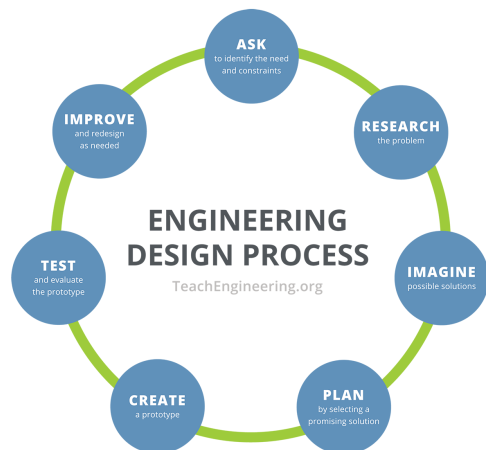 ASK
to identify the need
and constraints
RESEARCH
the problem
IMAGINE
possible solutions
PLAN
by selecting a
promising solution
CREATE
a prototype
TEST
and evaluate
the prototype
IMPROVE
and redesign
as needed
ENGINEERING
DESIGN PROCESS
TeachEngineering.org